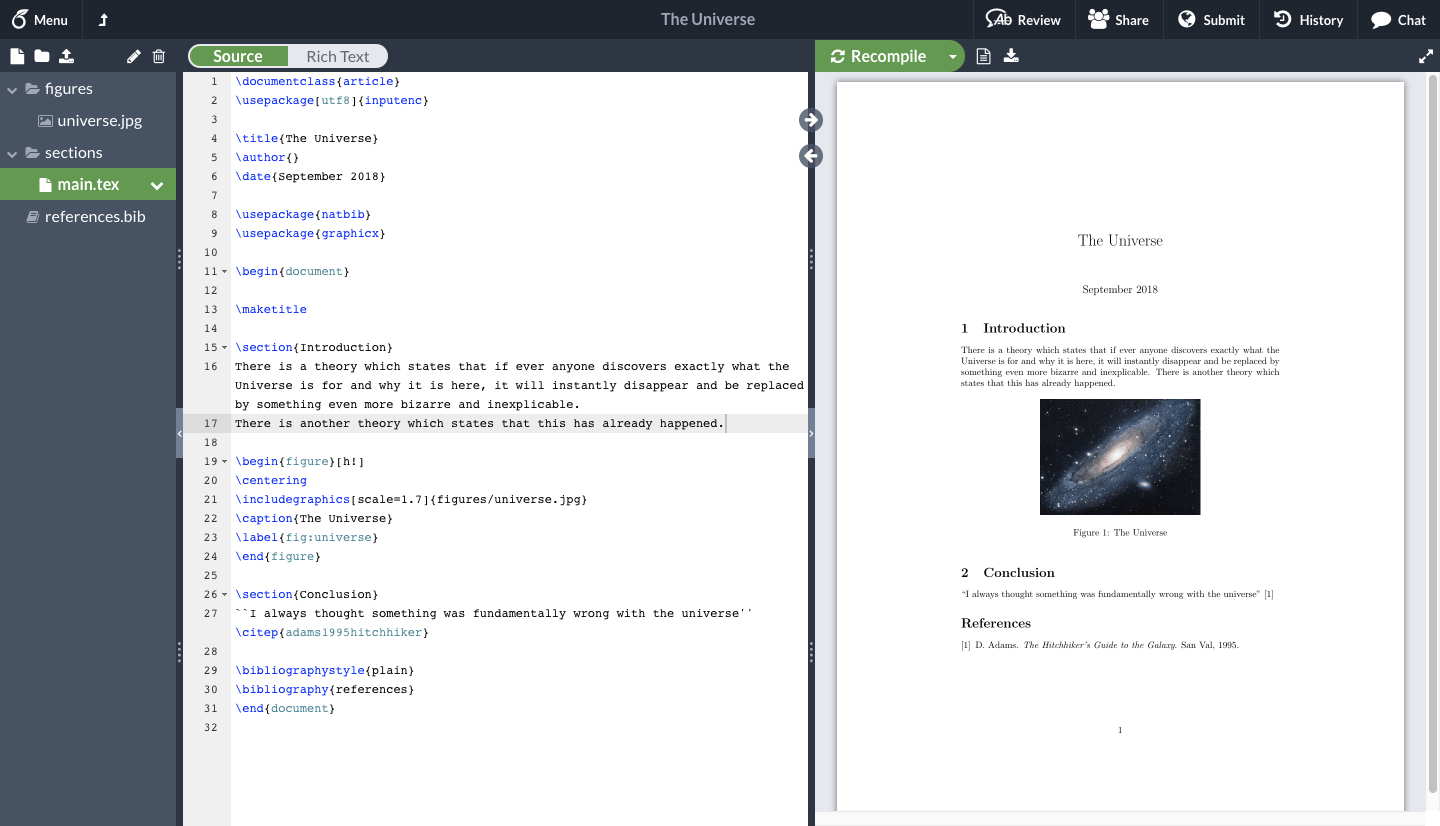 Menu
The Universe
Review
Share
Submit
History
Chat
Source
Rich Text
Recompile
figures
universe.jpg
sections
main.tex
references.bib
1 \documentclass{article}
2 \usepackage[utf8]{inputenc}
3
4 \title{The Universe}
5 \author{}
6 \date{September 2018}
7
8 \usepackage{natbib}
9 \usepackage{graphicx}
10
11 \begin{document}
12
13 \maketitle
14
15 \section{Introduction}
16 There is a theory which states that if ever anyone discovers exactly what the
Universe is for and why it is here, it will instantly disappear and be replaced
by something even more bizarre and inexplicable.
17 There is another theory which states that this has already happened.
18
19 \begin{figure}[h!]
20 \centering
21 \includegraphics[scale=1.7]{figures/universe.jpg}
22 \caption{The Universe}
23 \label{fig:universe}
24 \end{figure}
25
26 \section{Conclusion}
27 ``I always thought something was fundamentally wrong with the universe''
\citep{adams1995hitchhiker}
28
29 \bibliographystyle{plain}
30 \bibliography{references}
31 \end{document}
32
The Universe
September 2018
1 Introduction
There is a theory which states that if ever anyone discovers exactly what the
Universe is for and why it is here, it will instantly disappear and be replaced by
something even more bizarre and inexplicable. There is another theory which
states that this has already happened.
Figure 1: The Universe
2 Conclusion
“I always thought something was fundamentally wrong with the universe” [1]
References
[1] D. Adams. The Hitchhiker's Guide to the Galaxy. San Val, 1995.
1